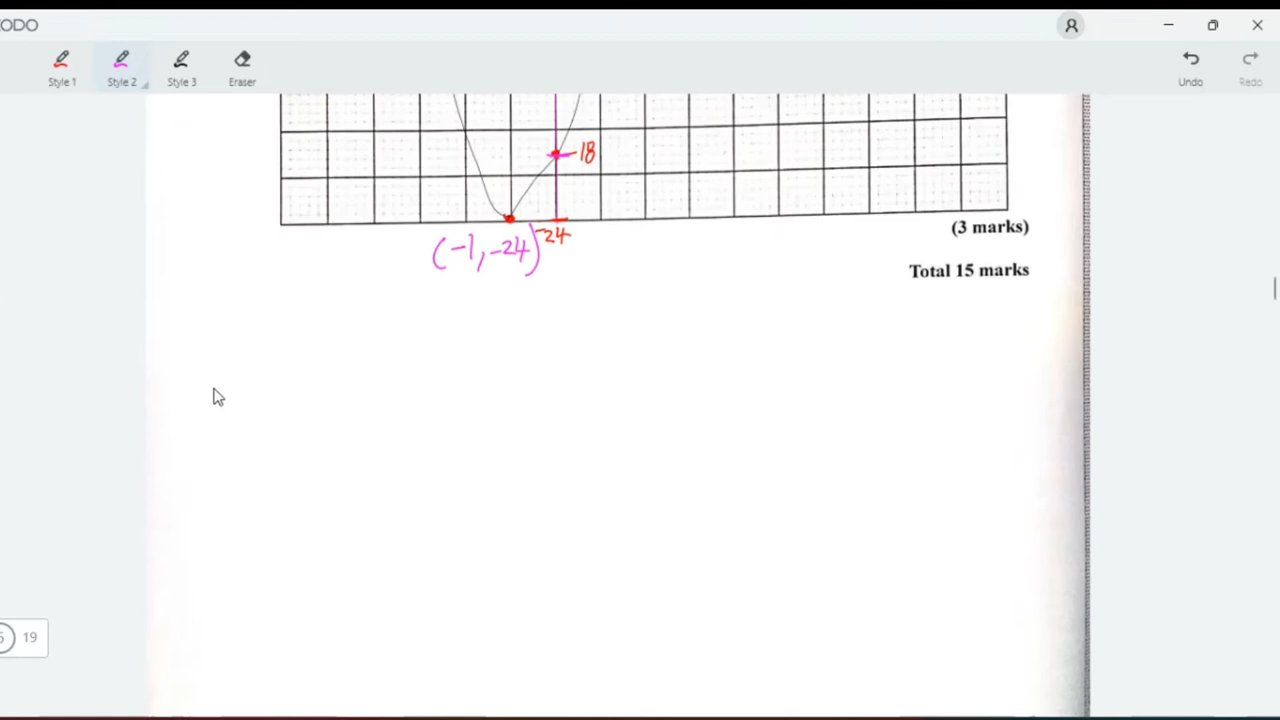 ODO
Style 1
Style 2
Style 3
Eraser
Undo
Redo
-18
-24
(-1, -24)
(3 marks)
Total 15 marks
19